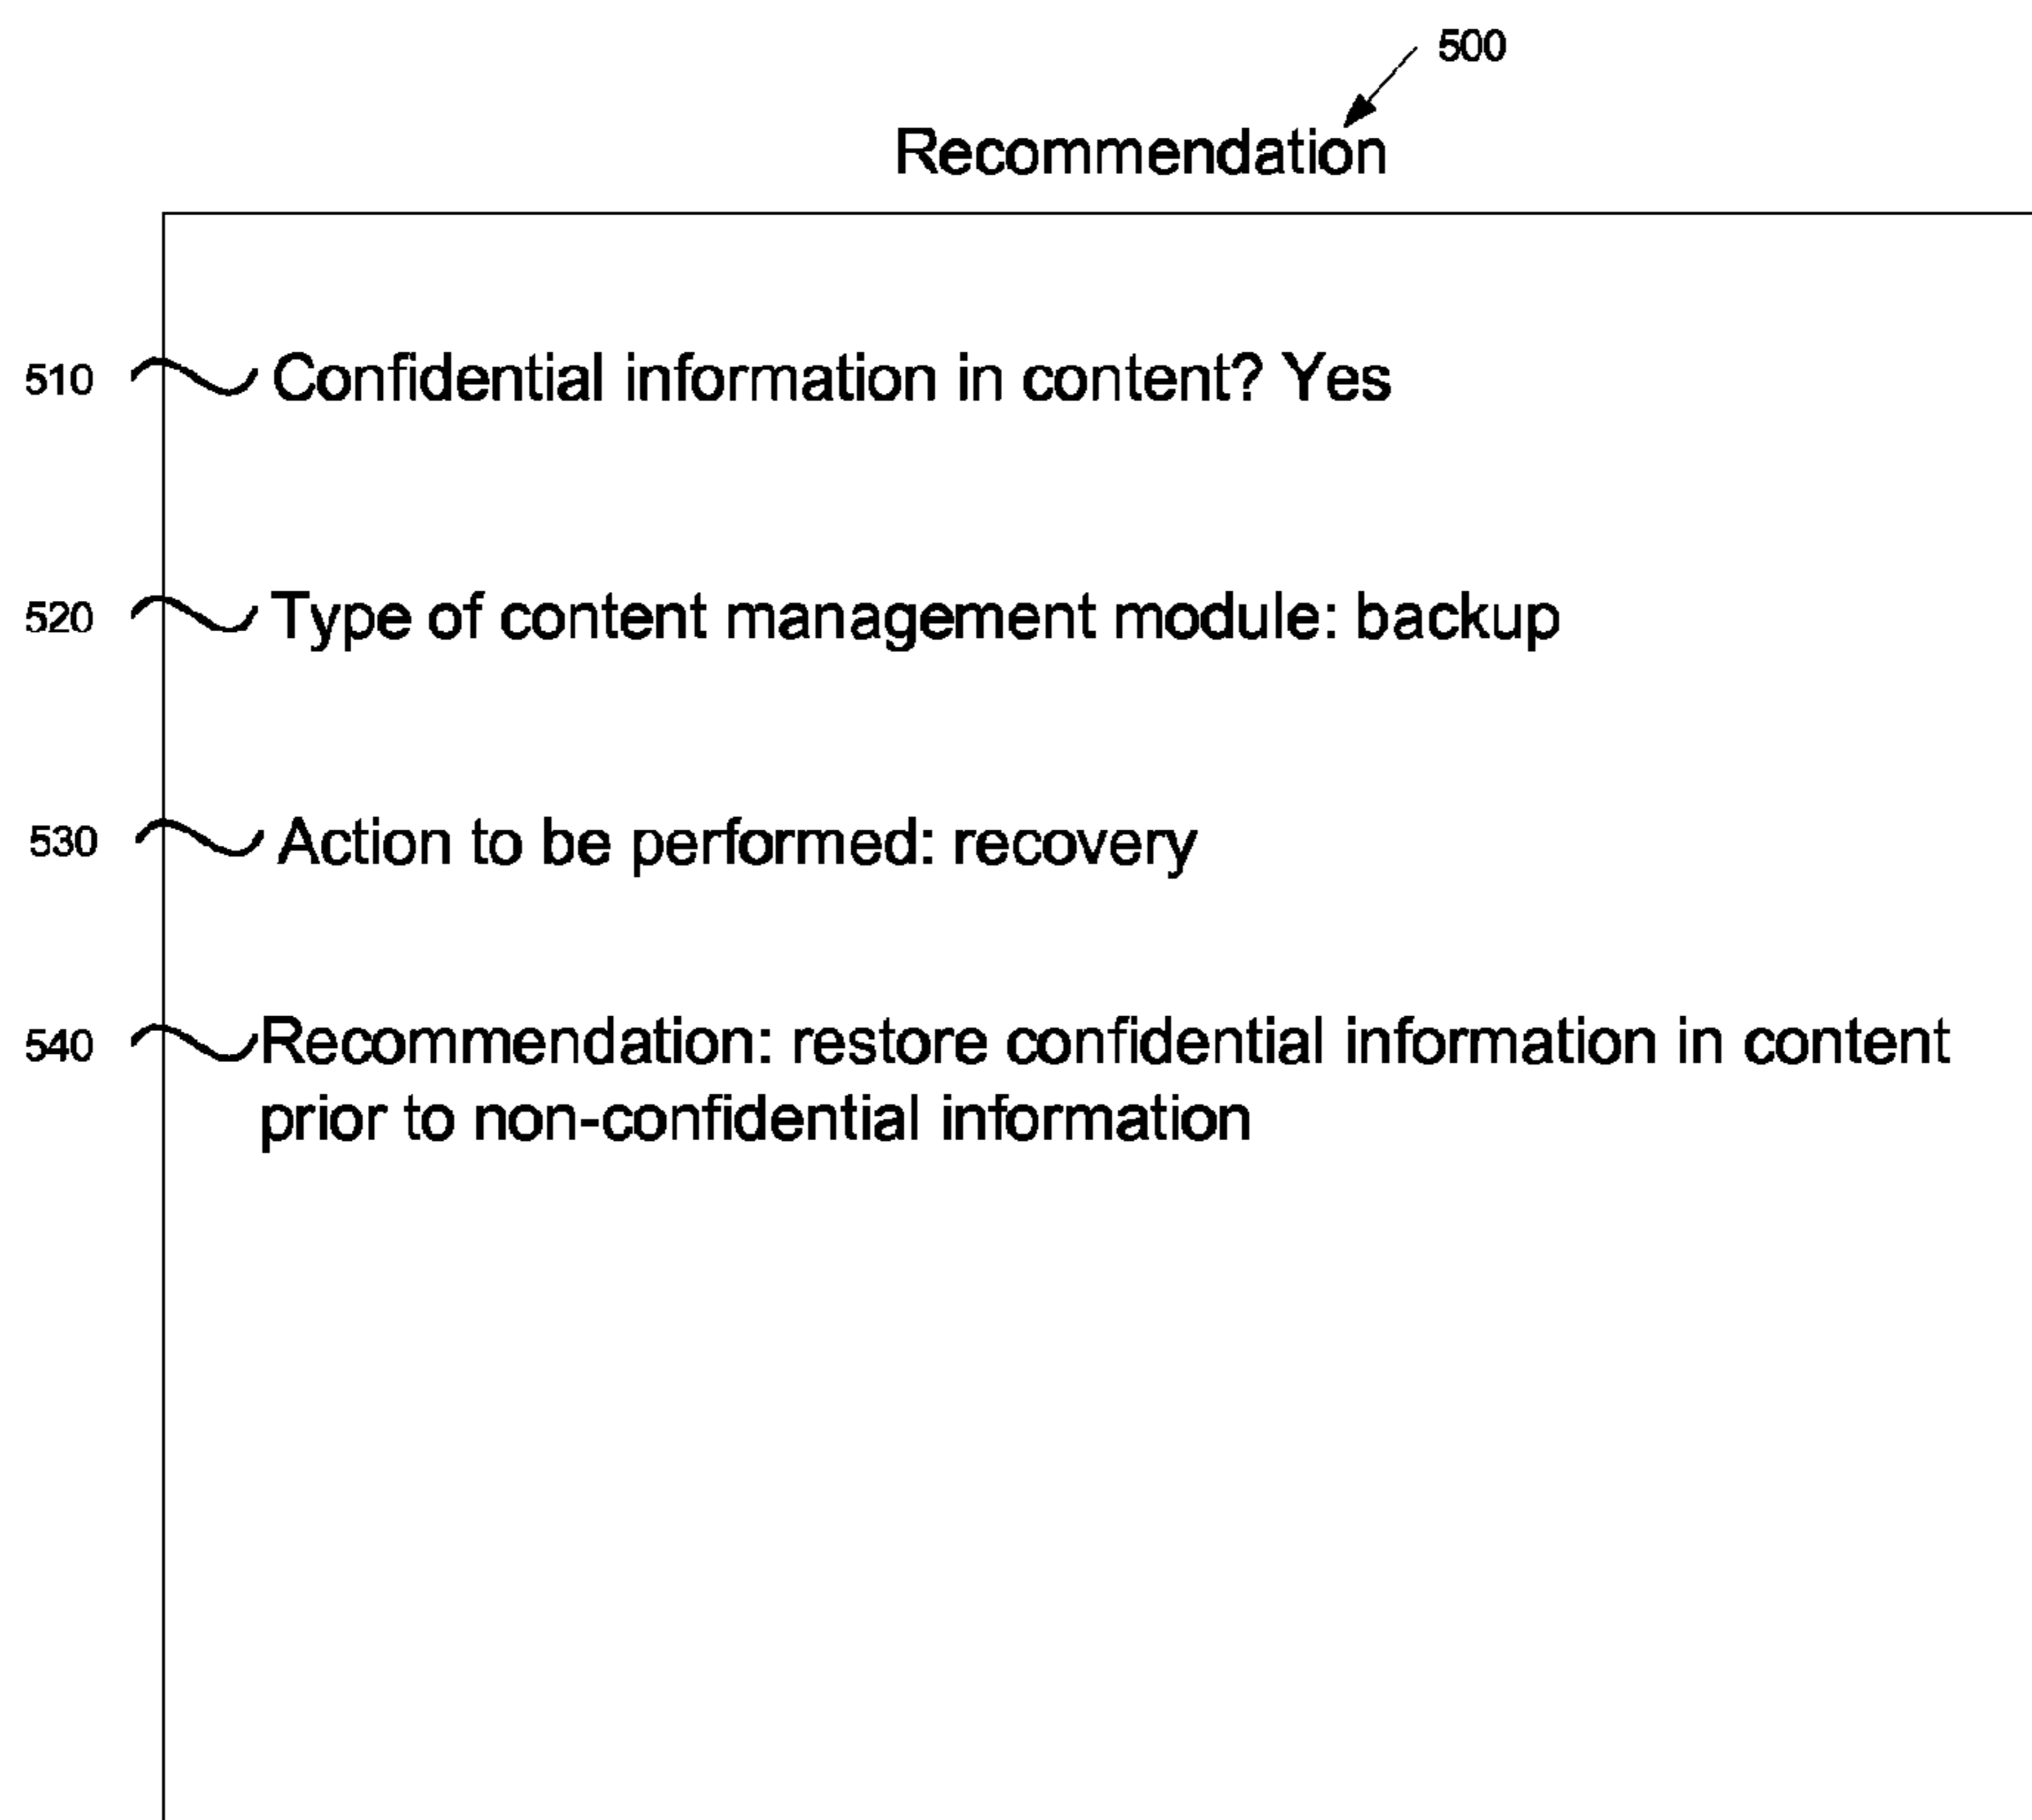 500
Recommendation
510 Confidential information in content? Yes
520 Type of content management module: backup
530 Action to be performed: recovery
540 Recommendation: restore confidential information in content
prior to non-confidential information